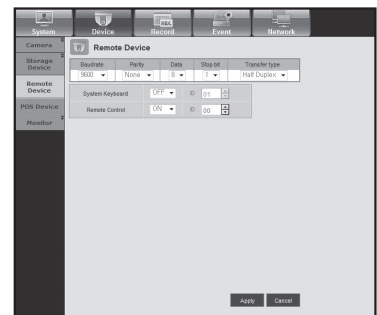 REC
System Device Record Event Network
Camera
Storage Device
Remote Device
POS Device
Monitor
Remote Device
Baudrate Parity Data Stop bit Transfer type
9600 None 8 1 Half Duplex
System Keyboard OFF ID 01
Remote Control ON ID 00
Apply Cancel